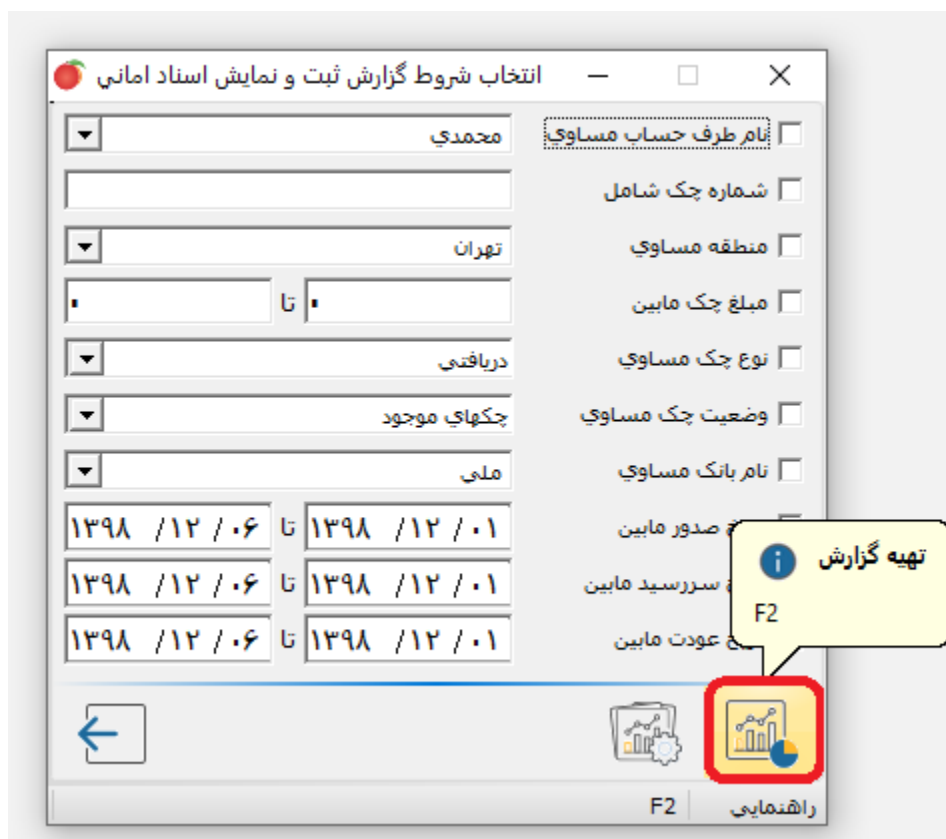 انتخاب شروط گزارش ثبت و نمايش اسناد اماني
نام طرف حساب مساوي محمدي
شماره چک شامل
منطقه مساوي تهران
مبلغ چک مابين ۰ تا ۰
نوع چک مساوي دريافتي
وضعيت چک مساوي چکهاي موجود
نام بانک مساوي ملي
صدور مابين ۱۳۹۸ /۱۲ /۰۱ تا ۱۳۹۸ /۱۲ /۰۶
سررسيد مابين ۱۳۹۸ /۱۲ /۰۱ تا ۱۳۹۸ /۱۲ /۰۶
عودت مابين ۱۳۹۸ /۱۲ /۰۱ تا ۱۳۹۸ /۱۲ /۰۶
تهیه گزارش
F2
راهنمايي F2